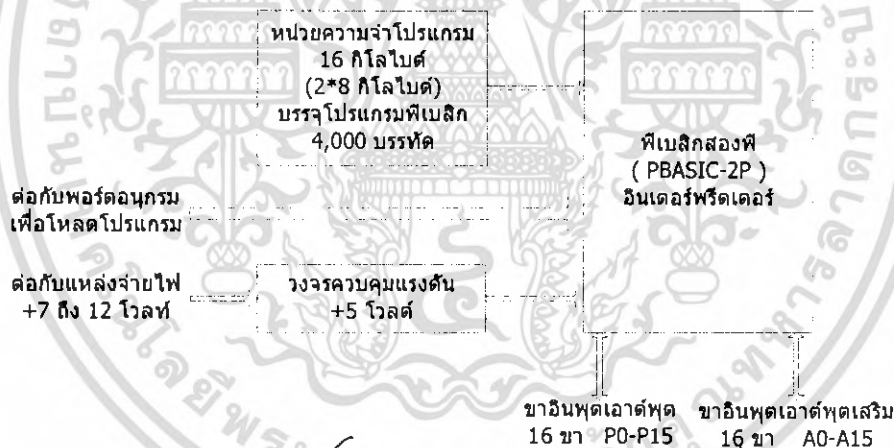 หน่วยความจำโปรแกรม
16 กิโลไบต์
(2*8 กิโลไบต์)
บรรจุโปรแกรมพีเบสิก
4,000 บรรทัด
พีเบสิกสองพี
( PBASIC-2P )
อินเตอร์พรีตเตอร์
ต่อกับพอร์ตอนุกรม
เพื่อโหลดโปรแกรม
ต่อกับแหล่งจ่ายไฟ
+7 ถึง 12 โวลท์
วงจรควบคุมแรงดัน
+5 โวลต์
ขาอินพุตเอาต์พุต
16 ขา P0-P15
ขาอินพุตเอาต์พุตเสริม
16 ขา A0-A15